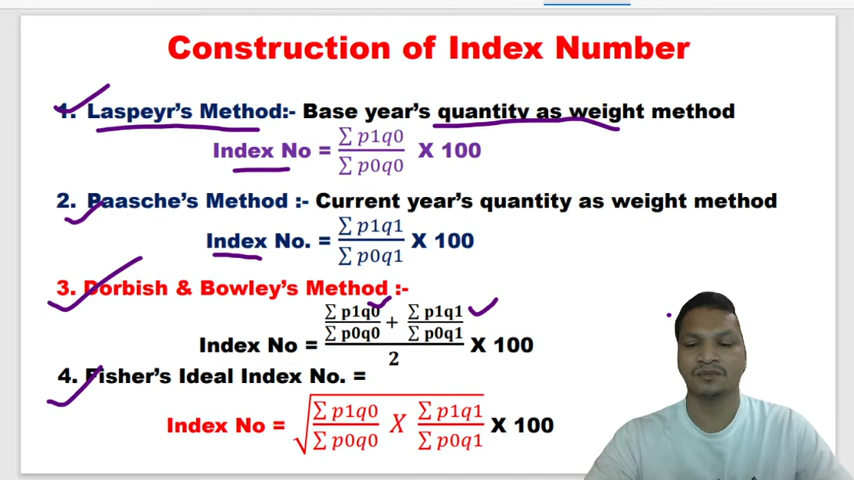 Construction of Index Number
1. Laspeyr's Method:- Base year's quantity as weight method
Index No = ∑p1q0 / ∑p0q0 X 100
2. Paasche's Method :- Current year's quantity as weight method
Index No. = ∑p1q1 / ∑p0q1 X 100
3. Dorbish & Bowley's Method :-
Index No = (∑p1q0 / ∑p0q0 + ∑p1q1 / ∑p0q1) / 2 X 100
4. Fisher's Ideal Index No. =
Index No = √(∑p1q0 / ∑p0q0 X ∑p1q1 / ∑p0q1) X 100